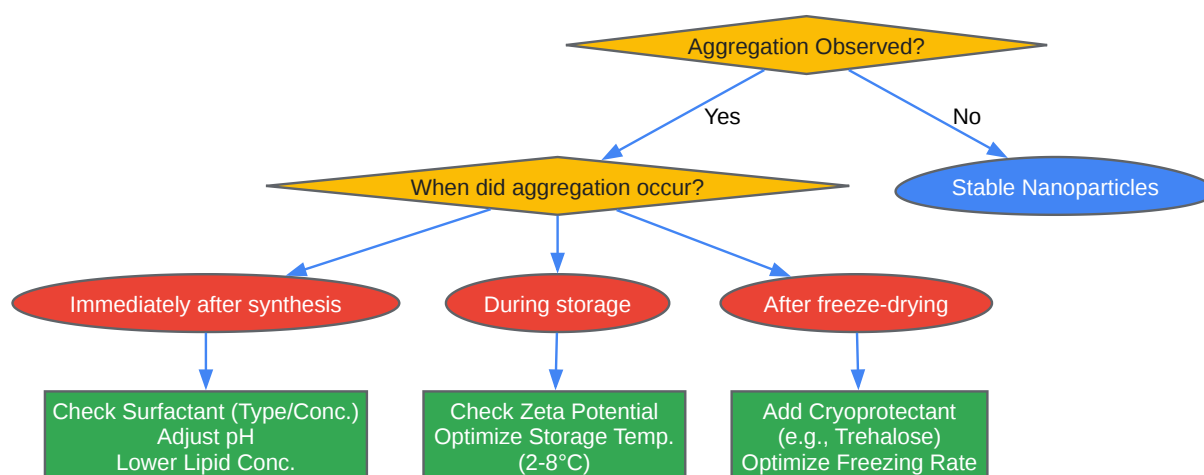 Aggregation Observed?
Yes
No
When did aggregation occur?
Stable Nanoparticles
Immediately after synthesis
During storage
After freeze-drying
Check Surfactant (Type/Conc.)
Adjust pH
Lower Lipid Conc.
Check Zeta Potential
Optimize Storage Temp.
(2-8°C)
Add Cryoprotectant
(e.g., Trehalose)
Optimize Freezing Rate